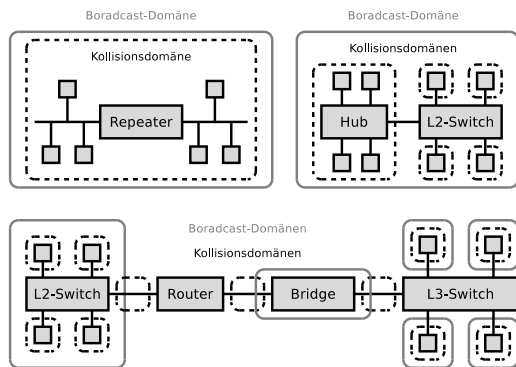 Boradcast-Domäne
Kollisionsdomäne
Repeater
Boradcast-Domäne
Kollisionsdomänen
Hub
L2-Switch
Boradcast-Domänen
Kollisionsdomänen
L2-Switch
Router
Bridge
L3-Switch